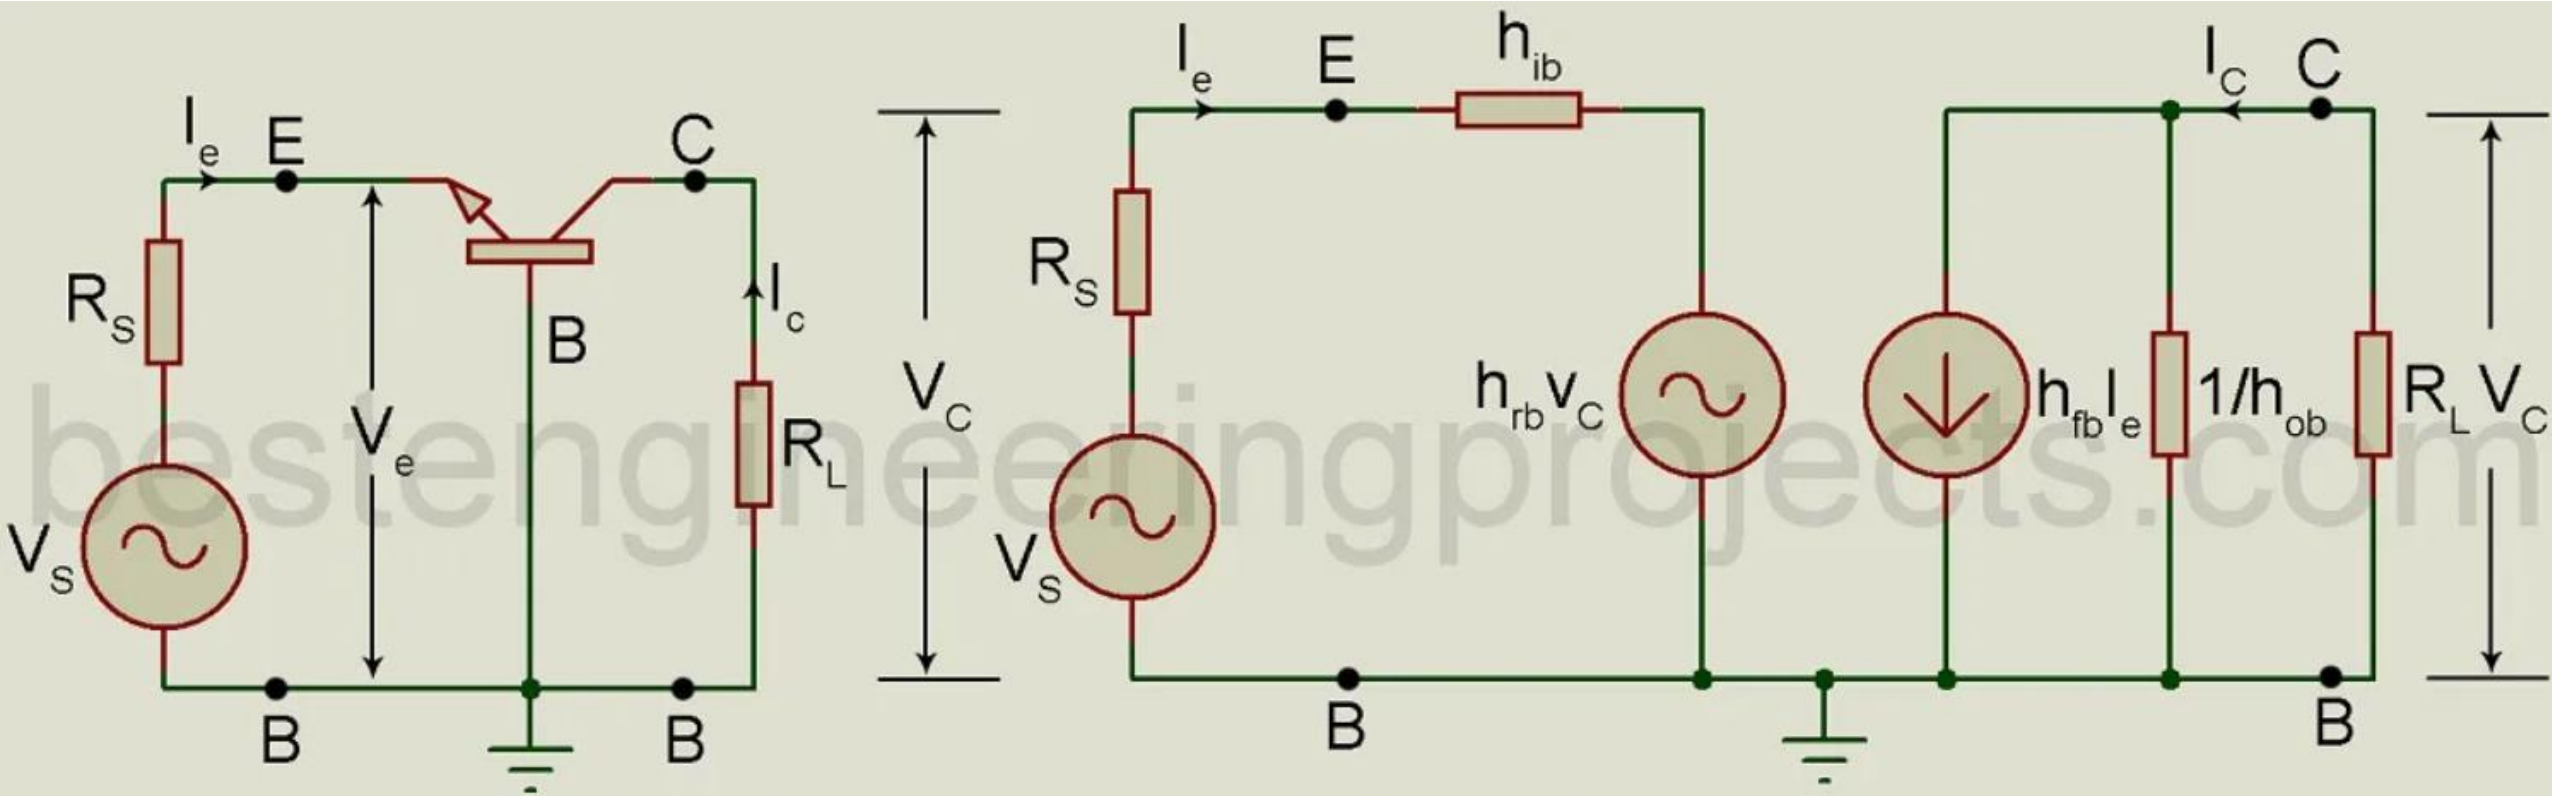 Ie
E
C
RS
Ve
B
Ic
RL
VS
B
B
VC
Ie
E
hib
RS
VS
hrbvC
B
IC
C
hfbIe
1/hob
RL
VC
B
bestengineeringprojects.com